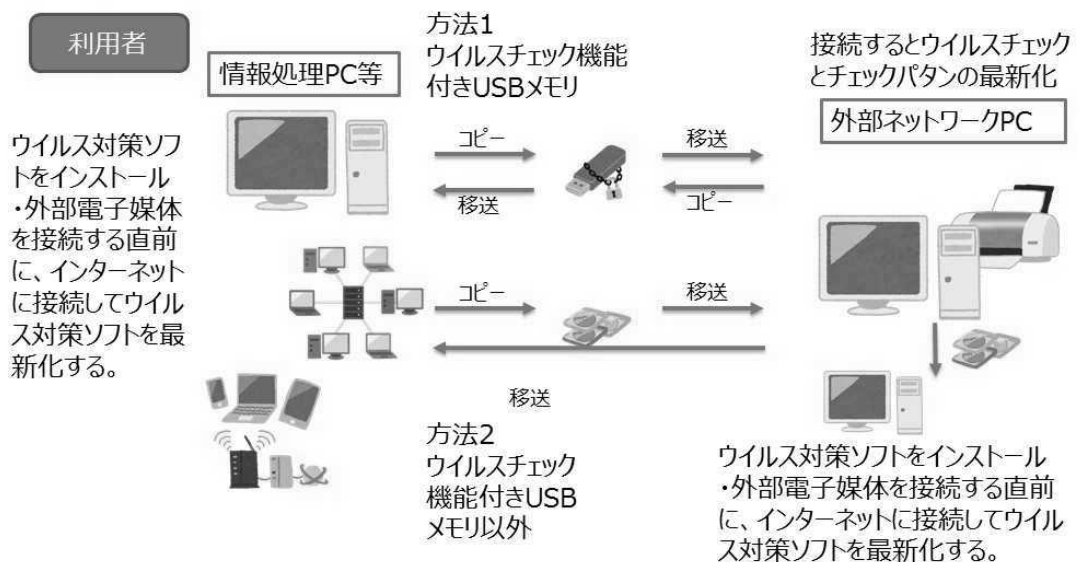 利用者
情報処理PC等
ウイルス対策ソフ
トをインストール
・外部電子媒体
を接続する直前
に、インターネット
に接続してウイル
ス対策ソフトを最
新化する。
方法1
ウイルスチェック機能
付きUSBメモリ
コピー
移送
移送
コピー
接続するとウイルスチェック
とチェックパタンの最新化
外部ネットワークPC
コピー
移送
移送
方法2
ウイルスチェック
機能付きUSB
メモリ以外
ウイルス対策ソフトをインストール
・外部電子媒体を接続する直前
に、インターネットに接続してウイル
ス対策ソフトを最新化する。